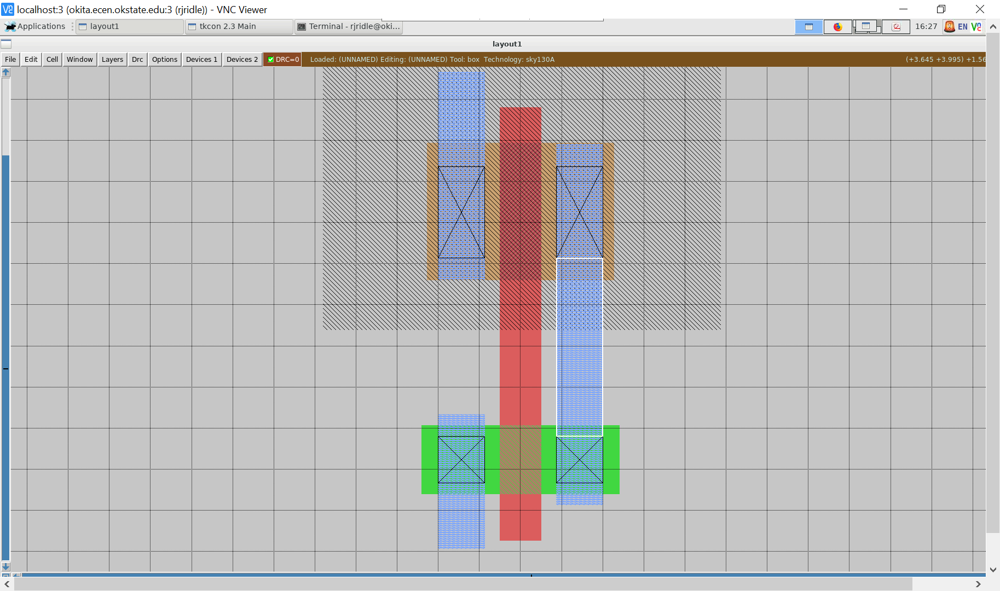 localhost:3 (okita.ecen.okstate.edu:3 (rjridle)) - VNC Viewer
Applications layout1 tkcon 2.3 Main Terminal - rjridle@oki... 16:27 EN
layout1
File Edit Cell Window Layers Drc Options Devices 1 Devices 2 DRC=0 Loaded: (UNNAMED) Editing: (UNNAMED) Tool: box Technology: sky130A (+3.645 +3.995) +1.56